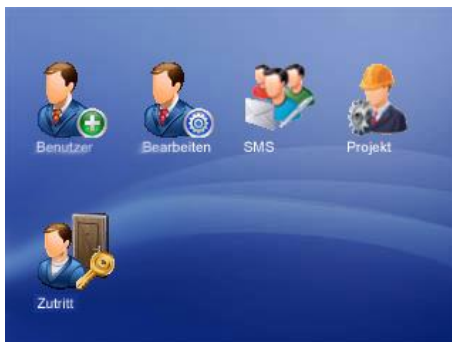 Benutzer
Bearbeiten
SMS
Projekt
Zutritt